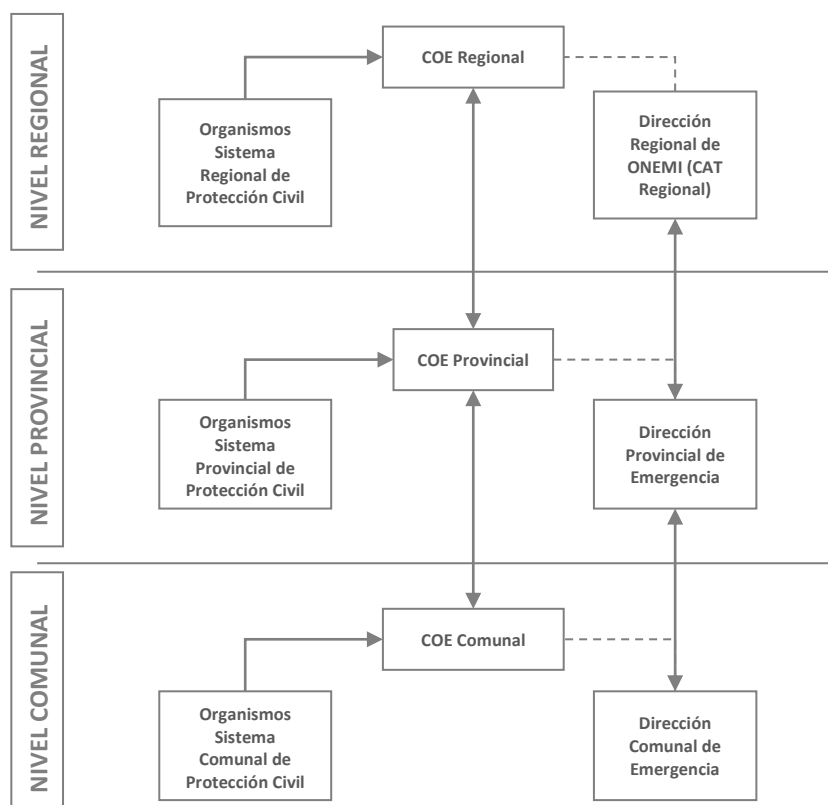 NIVEL REGIONAL
COE Regional
Organismos
Sistema
Regional de
Protección Civil
Dirección
Regional de
ONEMI (CAT
Regional)
NIVEL PROVINCIAL
COE Provincial
Organismos
Sistema
Provincial de
Protección Civil
Dirección
Provincial de
Emergencia
NIVEL COMUNAL
COE Comunal
Organismos
Sistema
Comunal de
Protección Civil
Dirección
Comunal de
Emergencia